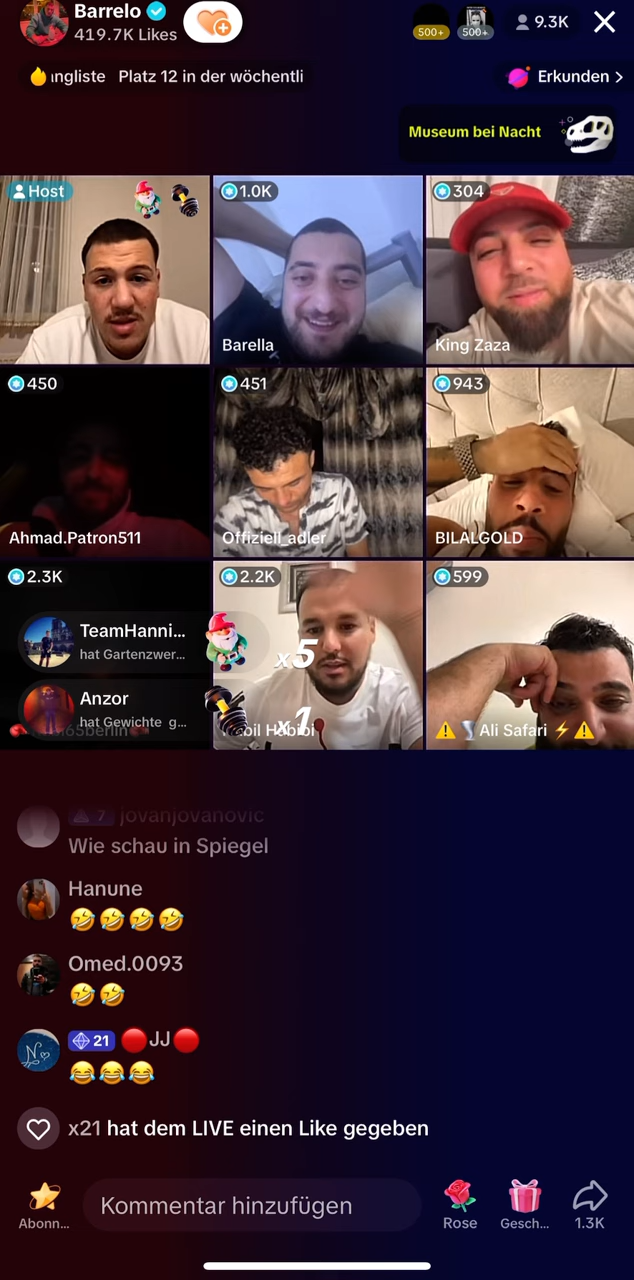 Barrelo
419.7K Likes
500+
500+
9.3K
ngliste Platz 12 in der wöchentli
Erkunden >
Museum bei Nacht
Host
1.0K
304
Barella
King Zaza
450
451
943
Ahmad.Patron511
Offiziell_adler
BILALGOLD
2.3K
2.2K
599
TeamHanni...
hat Gartenzwer...
x5
Anzor
hat Gewichte g...
x1
65berlin
Ali Safari
7 jovanjovanovic
Wie schau in Spiegel
Hanune
🤣🤣🤣🤣
Omed.0093
🤣🤣
21 🔴JJ🔴
😂😂😂
x21 hat dem LIVE einen Like gegeben
Kommentar hinzufügen
Abonn...
Rose
Gesch...
1.3K